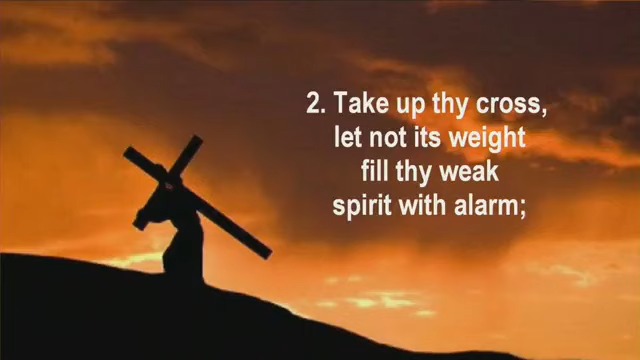 2. Take up thy cross,
let not its weight
fill thy weak
spirit with alarm;